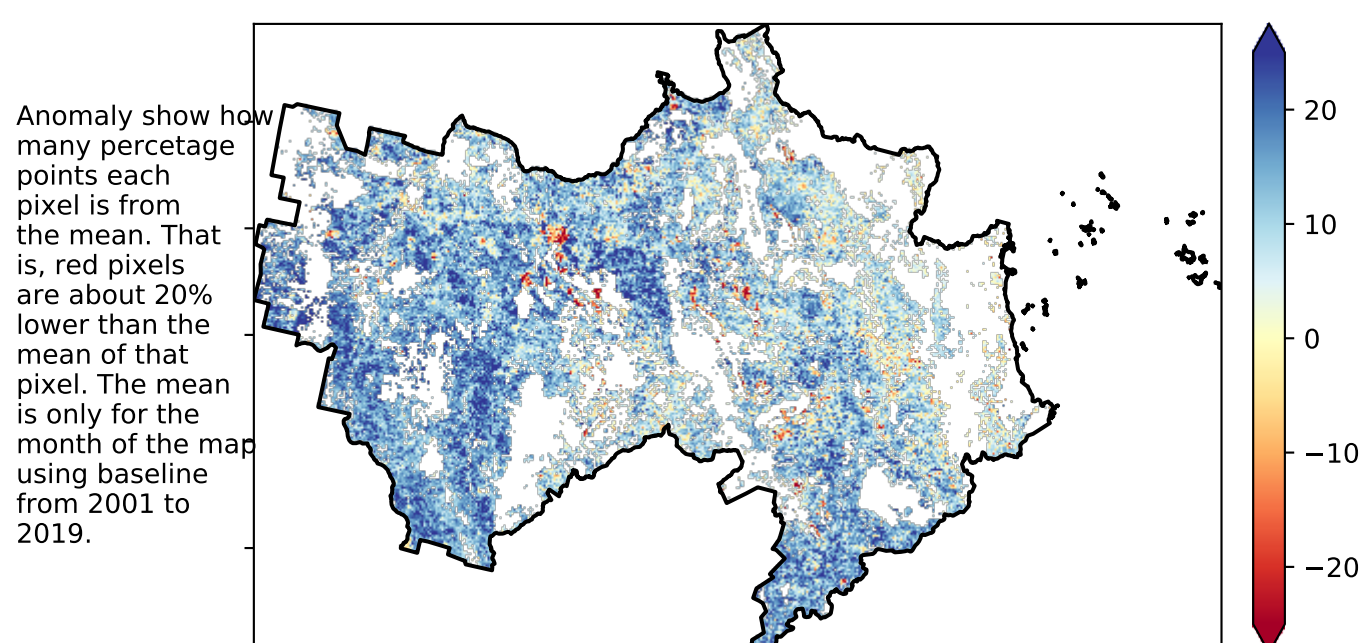 Anomaly show how
many percetage
points each
pixel is from
the mean. That
is, red pixels
are about 20%
lower than the
mean of that
pixel. The mean
is only for the
month of the map
using baseline
from 2001 to
2019.
20
10
0
−10
−20